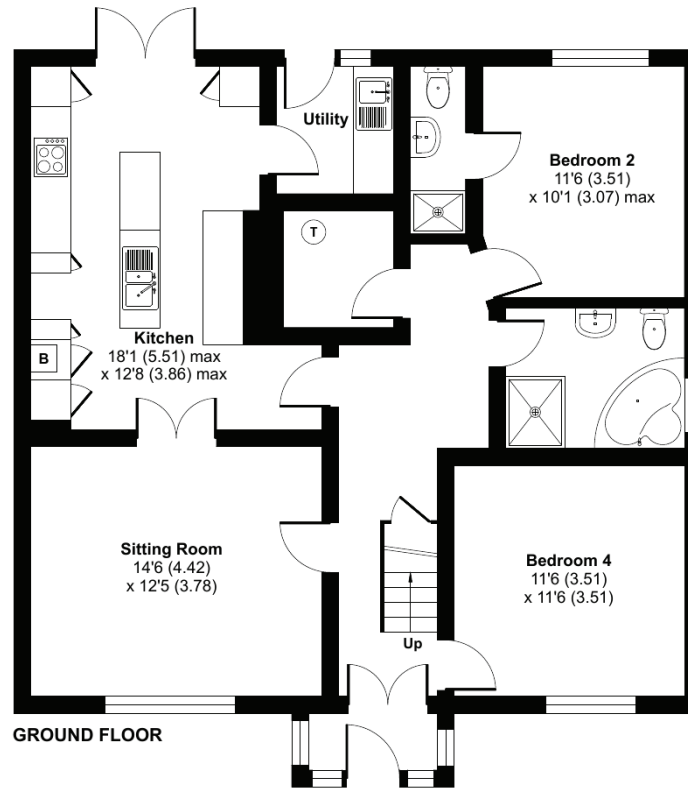 Utility
Bedroom 2
11'6 (3.51)
x 10'1 (3.07) max
T
Kitchen
18'1 (5.51) max
x 12'8 (3.86) max
B
Sitting Room
14'6 (4.42)
x 12'5 (3.78)
Bedroom 4
11'6 (3.51)
x 11'6 (3.51)
Up
GROUND FLOOR